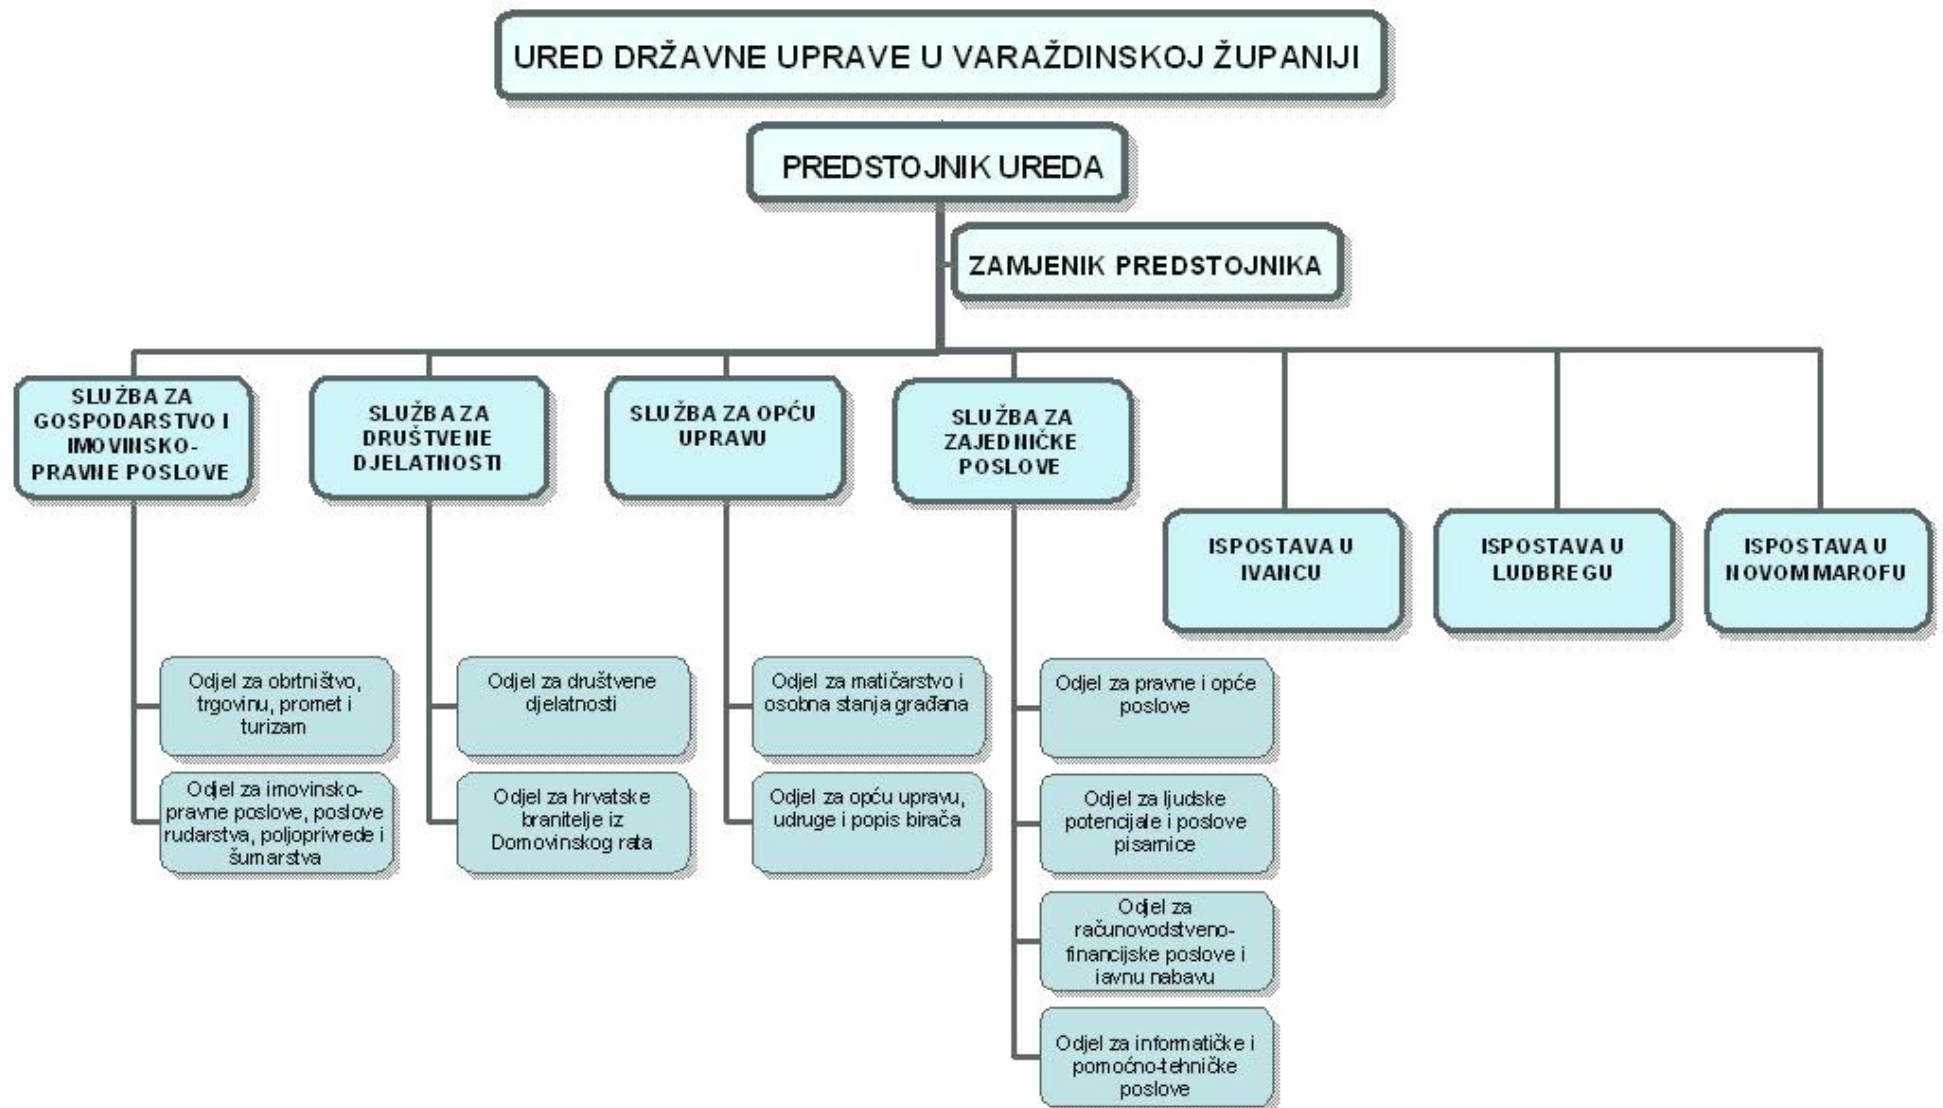 URED DRŽAVNE UPRAVE U VARAŽDINSKOJ ŽUPANIJI
PREDSTOJNIK UREDA
ZAMJENIK PREDSTOJNIKA
SLUŽBA ZA
GOSPODARSTVO I
IMOVINSKO-
PRAVNE POSLOVE
SLUŽBA ZA
DRUŠTVENE
DJELATNOSTI
SLUŽBA ZA OPĆU
UPRAVU
SLUŽBA ZA
ZAJEDNIČKE
POSLOVE
ISPOSTAVA U
IVANCU
ISPOSTAVA U
LUDBREGU
ISPOSTAVA U
NOVOM MAROFU
Odjel za obrtništvo,
trgovinu, promet i
turizam
Odjel za imovinsko-
pravne poslove, poslove
rudarstva, poljoprivrede i
šumarstva
Odjel za društvene
djelatnosti
Odjel za hrvatske
branitelje iz
Domovinskog rata
Odjel za matičarstvo i
osobna stanja građana
Odjel za opću upravu,
udruge i popis birača
Odjel za pravne i opće
poslove
Odjel za ljudske
potencijale i poslove
pisarnice
Odjel za
računovodstveno-
financijske poslove i
javnu nabavu
Odjel za informatičke i
pomoćno-tehničke
poslove